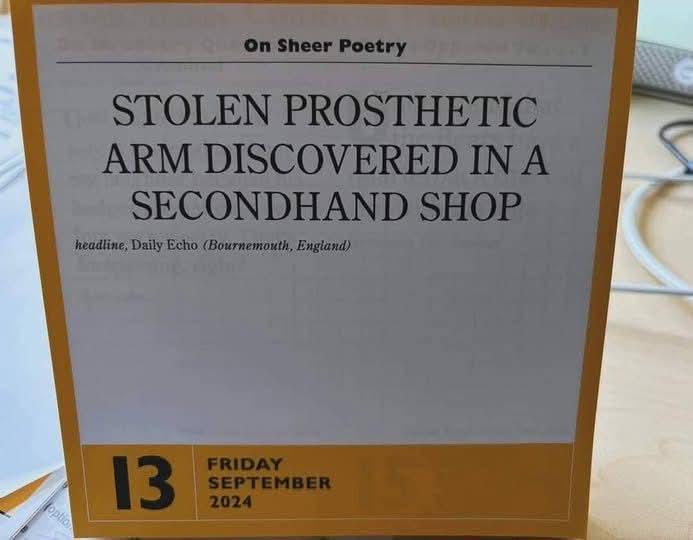 On Sheer Poetry
STOLEN PROSTHETIC
ARM DISCOVERED IN A
SECONDHAND SHOP
headline, Daily Echo (Bournemouth, England)
13
FRIDAY
SEPTEMBER
2024
option